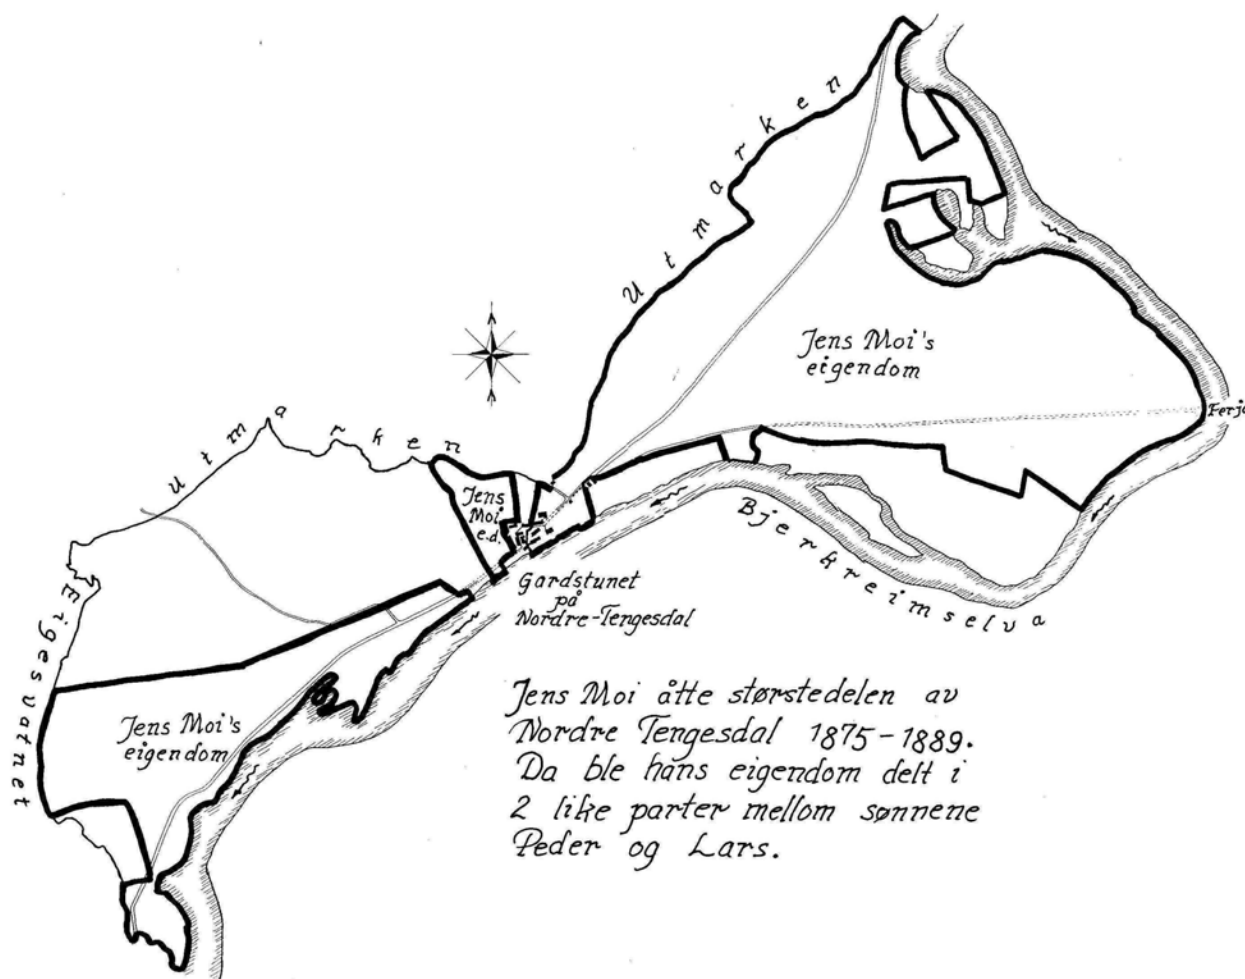 Utmarken
Jens Moi's
eigendom
Ferja
Utmarken
Jens
Moi
e.d.
Bjerkreimselva
Gardstunet
på
Nordre-Tengesdal
Eigesvatnet
Jens Moi's
eigendom
Jens Moi åtte størstedelen av
Nordre Tengesdal 1875-1889.
Da ble hans eigendom delt i
2 like parter mellom sønnene
Peder og Lars.